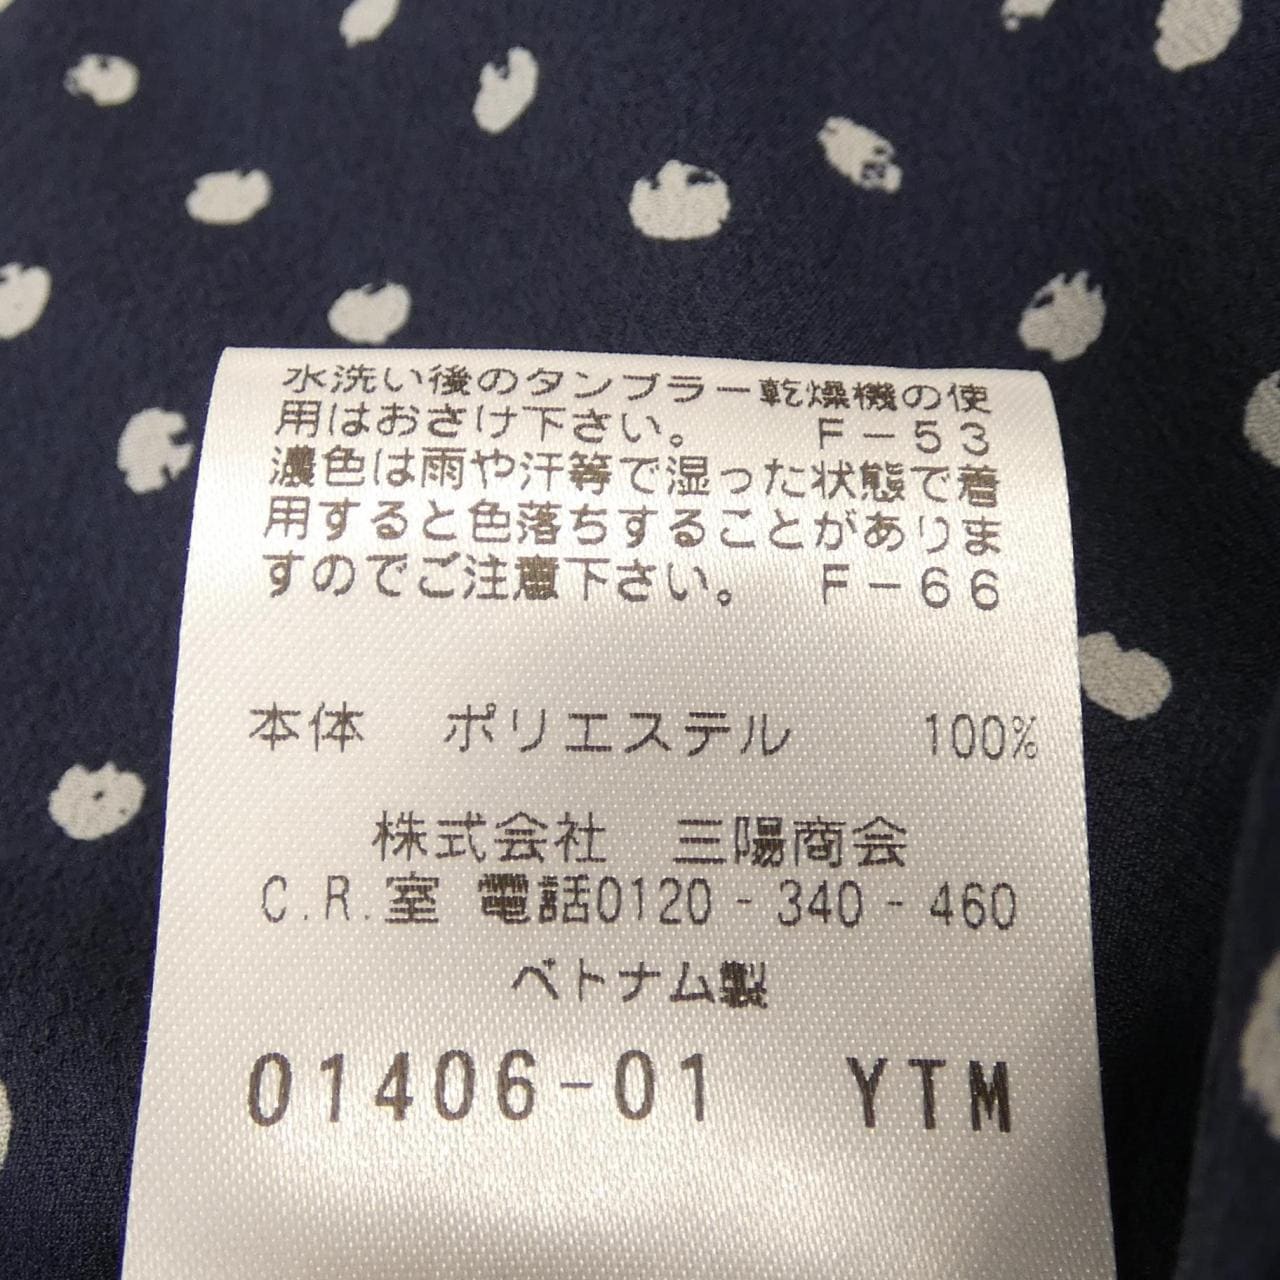 水洗い後のタンブラー乾燥機の使
用はおさけ下さい。 F－53
濃色は雨や汗等で湿った状態で着
用すると色落ちすることがありま
すのでご注意下さい。 F－66
本体 ポリエステル 100%
株式会社 三陽商会
C.R.室 電話0120-340-460
ベトナム製
01406-01 YTM